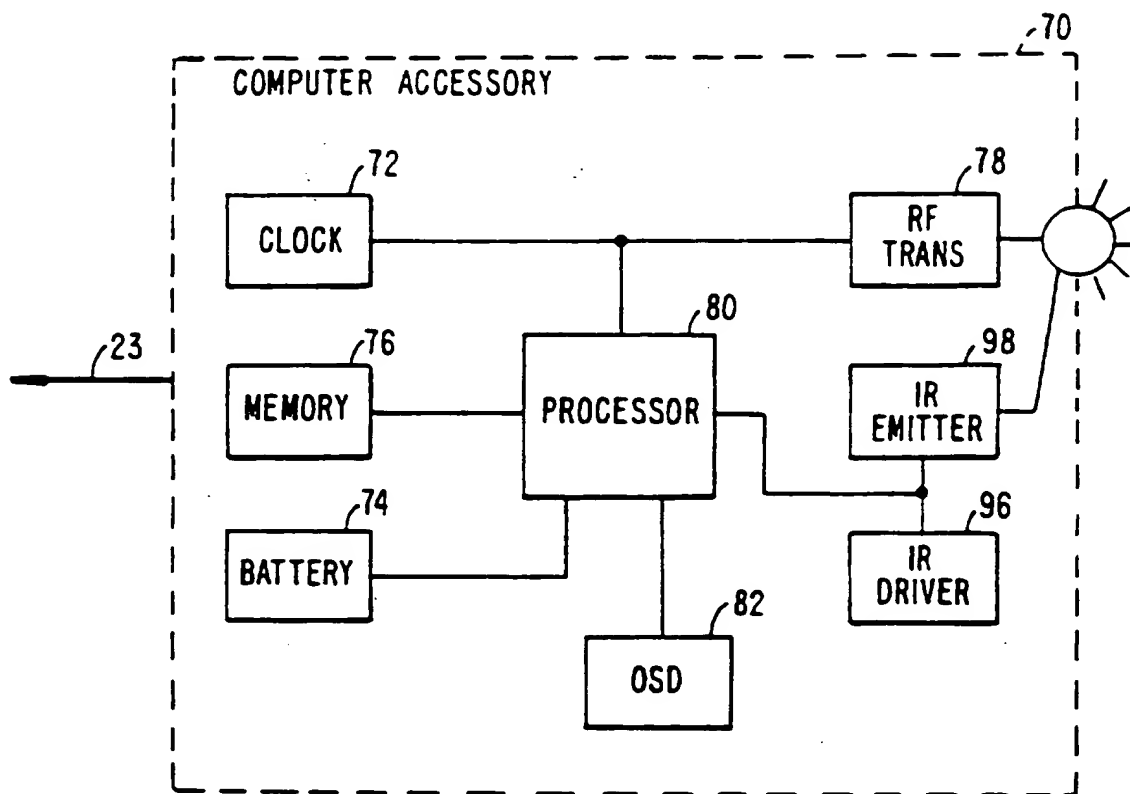 70
COMPUTER ACCESSORY
72
CLOCK
78
RF
TRANS
23
76
MEMORY
80
PROCESSOR
98
IR
EMITTER
74
BATTERY
96
IR
DRIVER
82
OSD